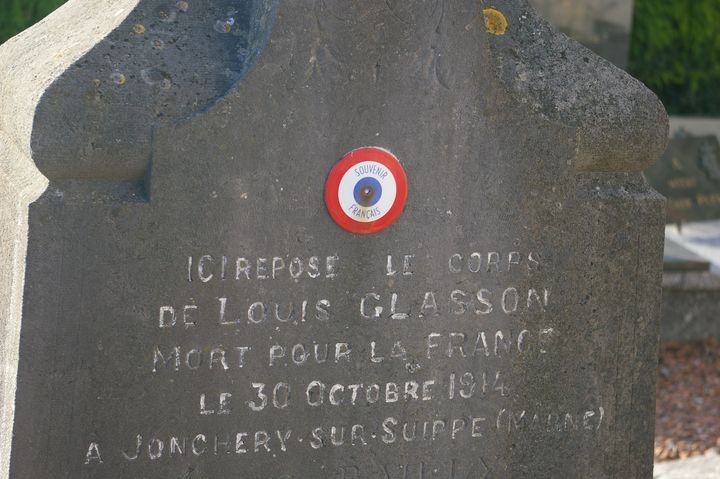 SOUVENIR
FRANÇAIS
ICI REPOSE LE CORPS
DE LOUIS GLASSON
MORT POUR LA FRANCE
LE 30 OCTOBRE 1914
A JONCHERY-SUR-SUIPPE (MARNE)